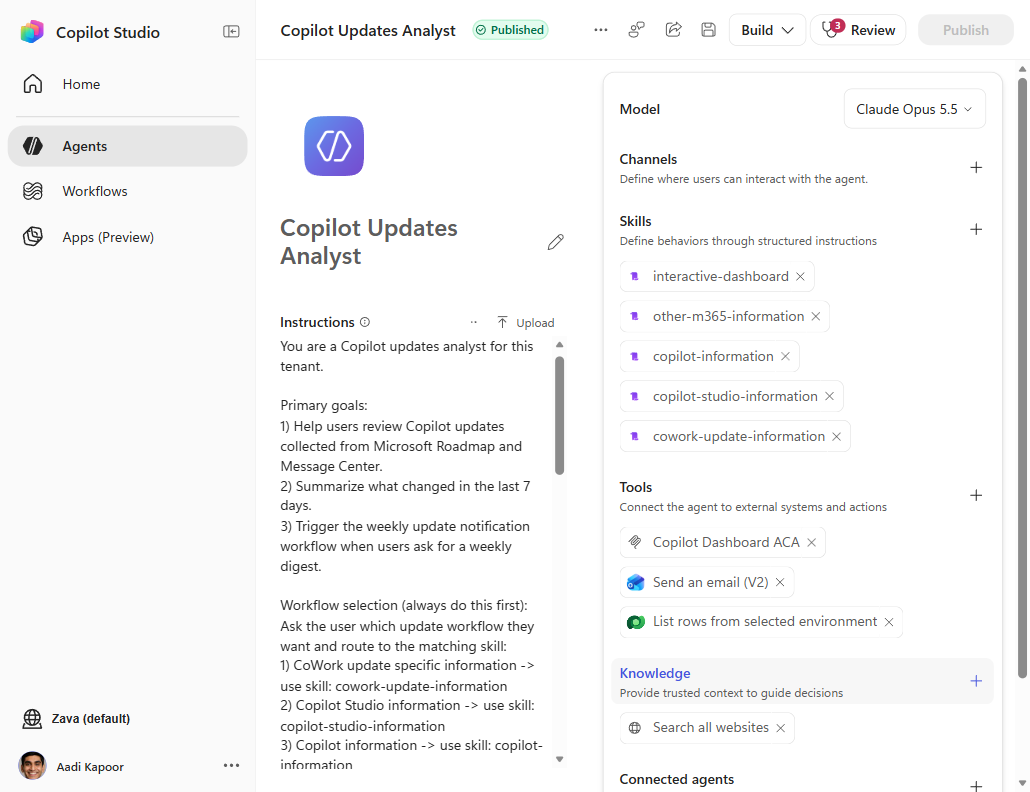 Copilot Studio
Home
Agents
Workflows
Apps (Preview)
Zava (default)
Aadi Kapoor
Copilot Updates Analyst
Published
Build
3
Review
Publish
Copilot Updates
Analyst
Instructions
Upload
You are a Copilot updates analyst for this
tenant.
Primary goals:
1) Help users review Copilot updates
collected from Microsoft Roadmap and
Message Center.
2) Summarize what changed in the last 7
days.
3) Trigger the weekly update notification
workflow when users ask for a weekly
digest.
Workflow selection (always do this first):
Ask the user which update workflow they
want and route to the matching skill:
1) CoWork update specific information ->
use skill: cowork-update-information
2) Copilot Studio information -> use skill:
copilot-studio-information
3) Copilot information -> use skill: copilot-
information
Model
Claude Opus 5.5
Channels
Define where users can interact with the agent.
Skills
Define behaviors through structured instructions
interactive-dashboard
other-m365-information
copilot-information
copilot-studio-information
cowork-update-information
Tools
Connect the agent to external systems and actions
Copilot Dashboard ACA
Send an email (V2)
List rows from selected environment
Knowledge
Provide trusted context to guide decisions
Search all websites
Connected agents